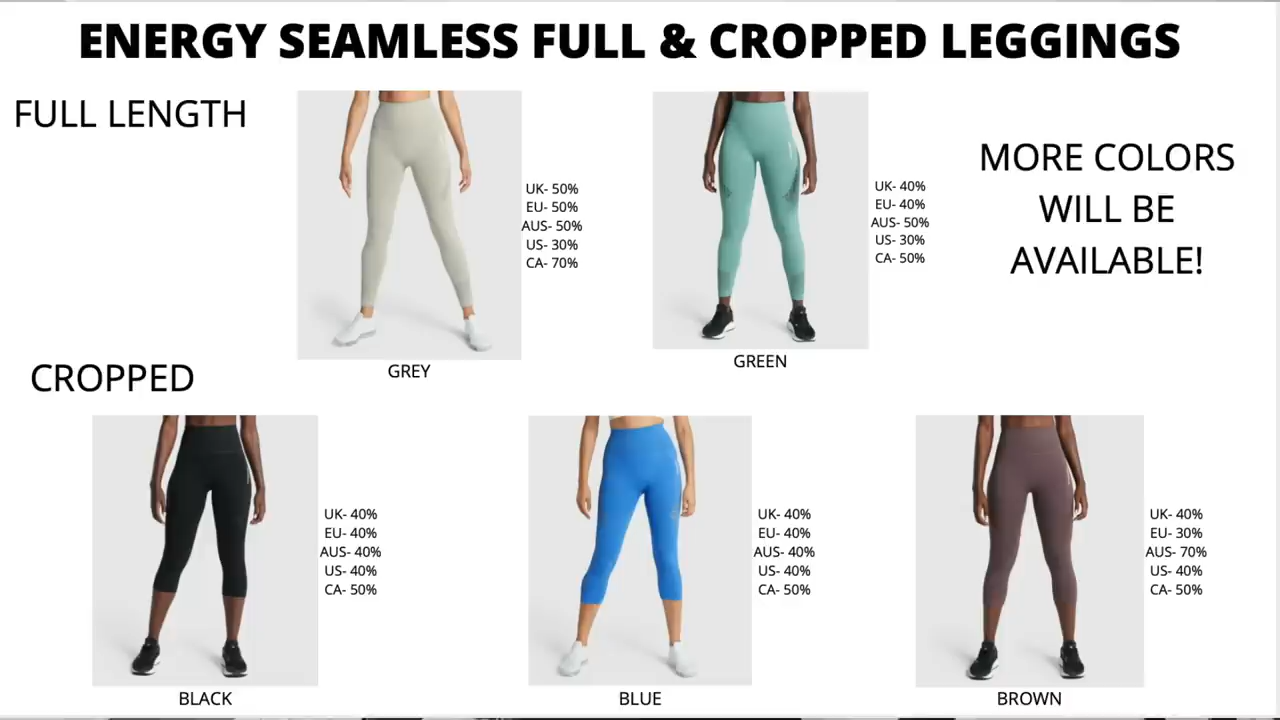 ENERGY SEAMLESS FULL & CROPPED LEGGINGS
FULL LENGTH
UK- 50%
EU- 50%
AUS- 50%
US- 30%
CA- 70%
GREY
UK- 40%
EU- 40%
AUS- 50%
US- 30%
CA- 50%
GREEN
MORE COLORS
WILL BE
AVAILABLE!
CROPPED
UK- 40%
EU- 40%
AUS- 40%
US- 40%
CA- 50%
BLACK
UK- 40%
EU- 40%
AUS- 40%
US- 40%
CA- 50%
BLUE
UK- 40%
EU- 30%
AUS- 70%
US- 40%
CA- 50%
BROWN